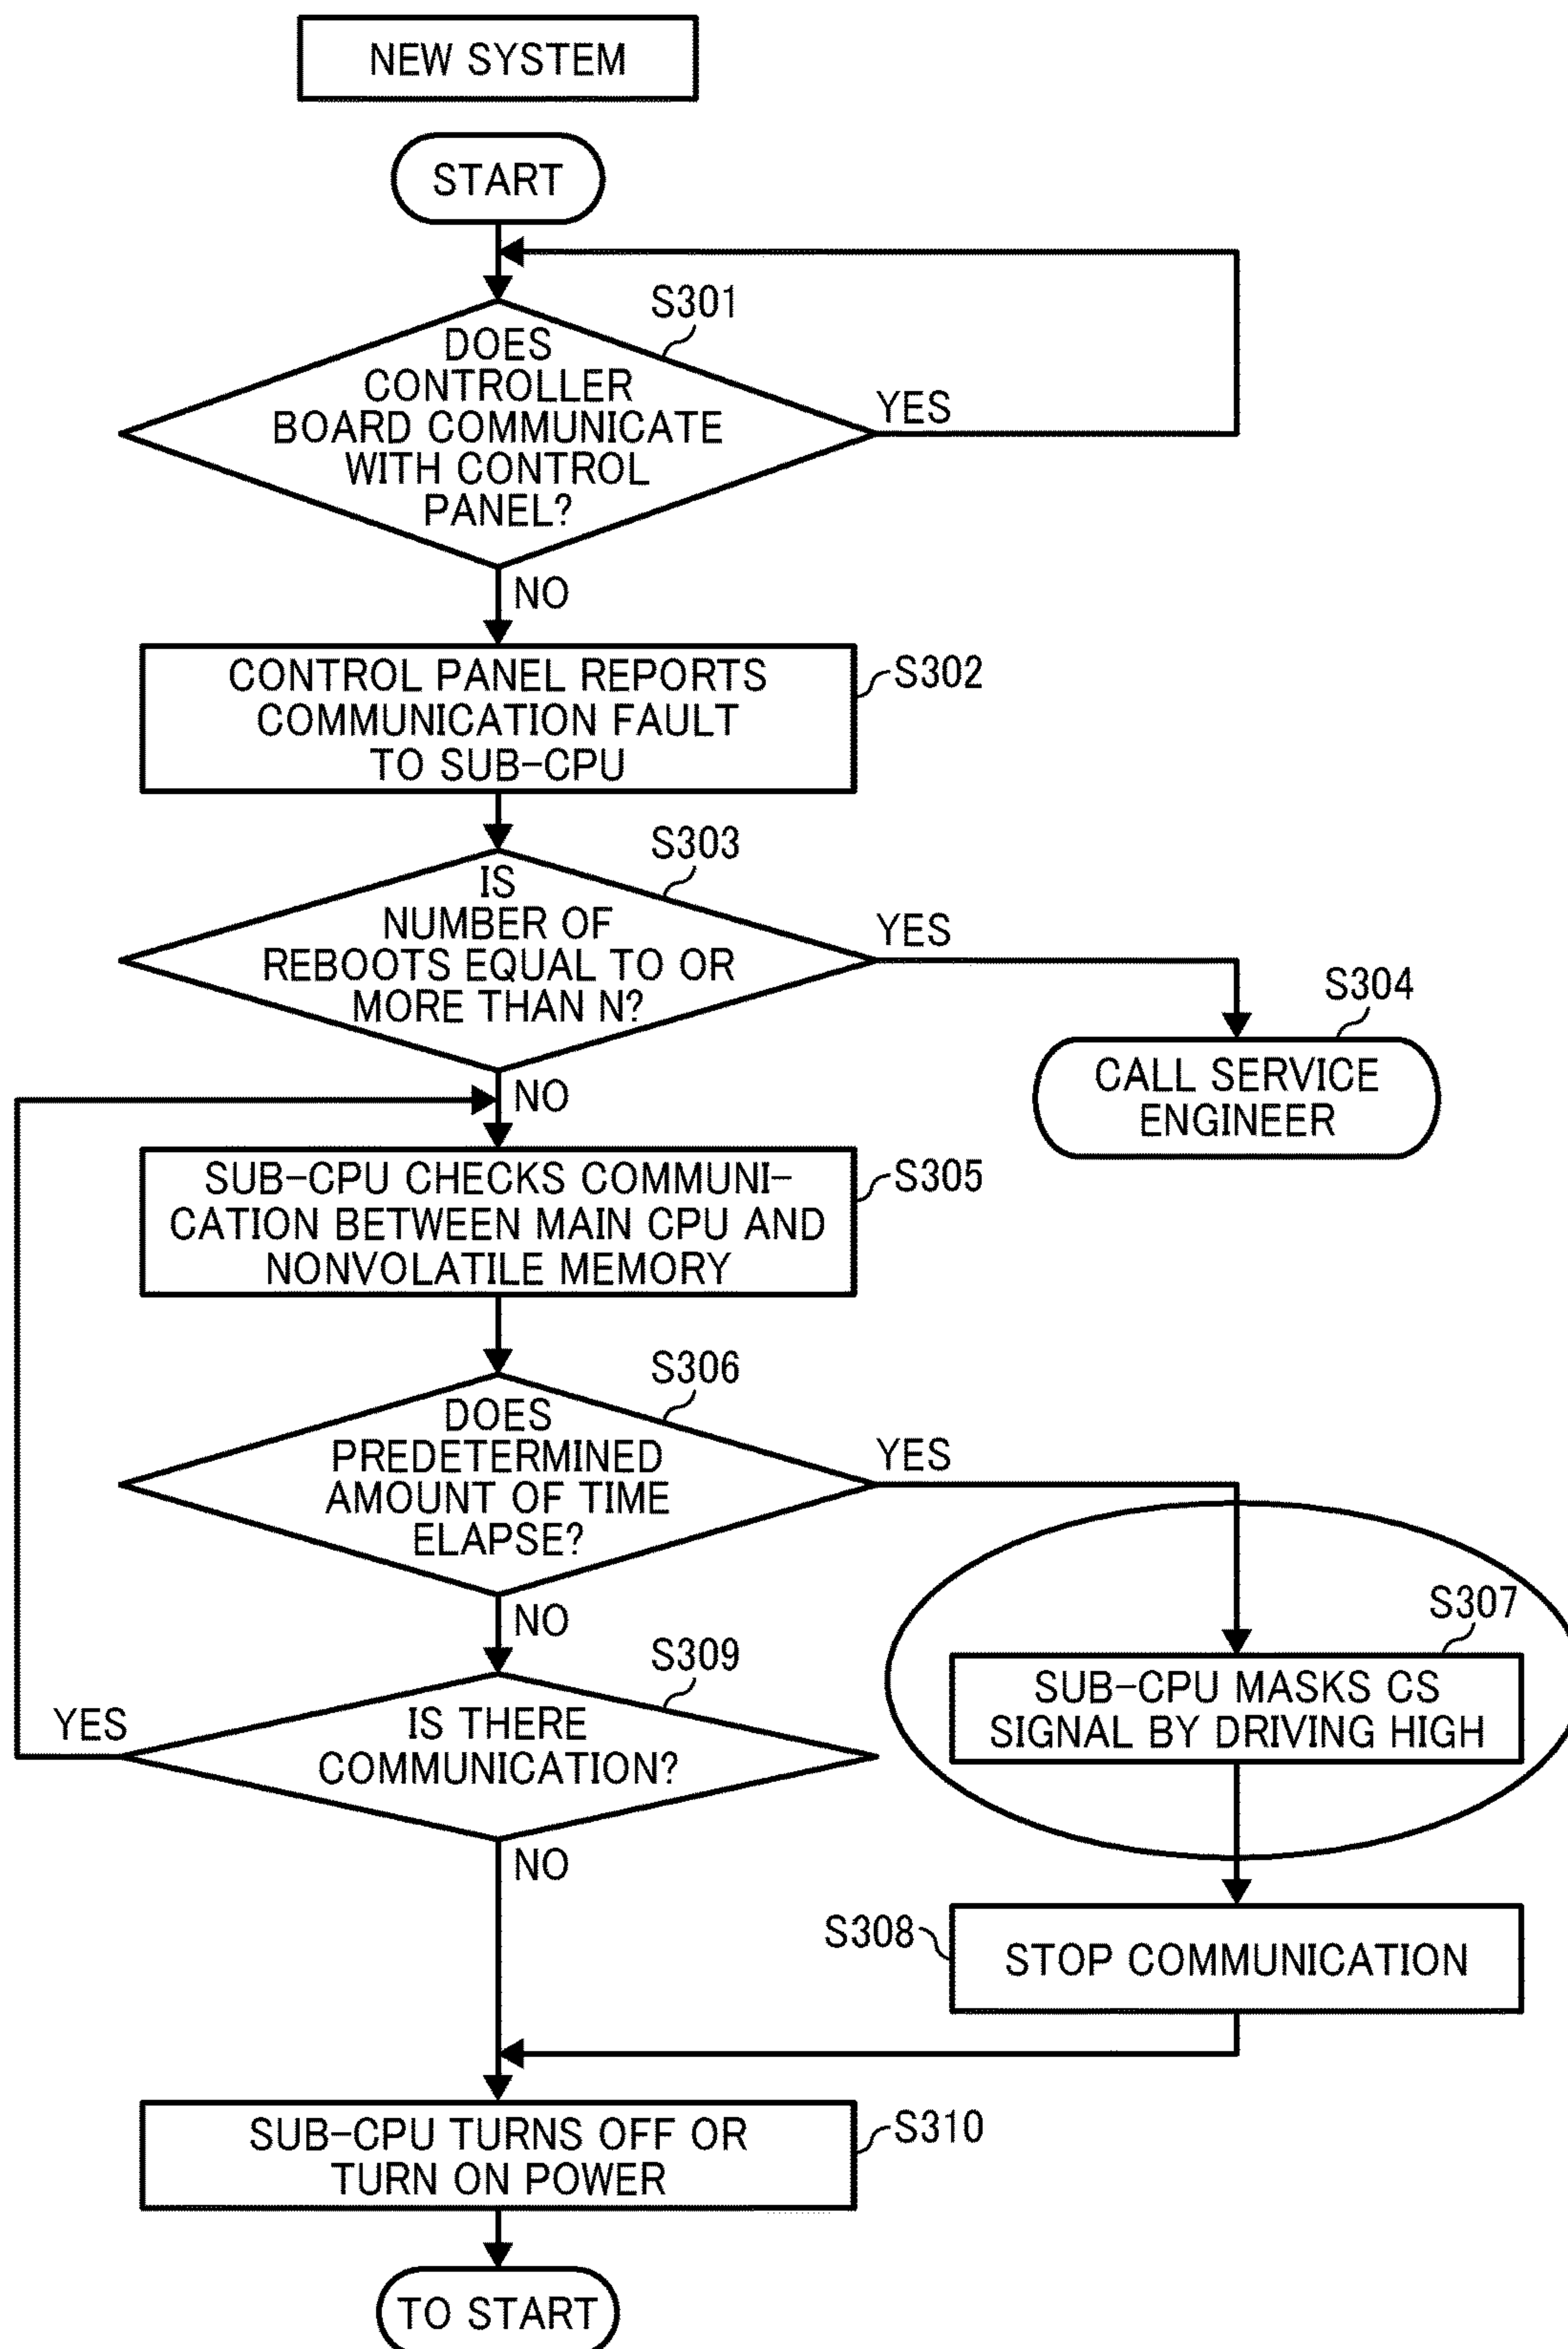 NEW SYSTEM
START
S301
DOES
CONTROLLER
BOARD COMMUNICATE
WITH CONTROL
PANEL?
YES
NO
CONTROL PANEL REPORTS
COMMUNICATION FAULT
TO SUB-CPU
S302
S303
IS
NUMBER OF
REBOOTS EQUAL TO OR
MORE THAN N?
YES
S304
CALL SERVICE
ENGINEER
NO
SUB-CPU CHECKS COMMUNI-
CATION BETWEEN MAIN CPU AND
NONVOLATILE MEMORY
S305
S306
DOES
PREDETERMINED
AMOUNT OF TIME
ELAPSE?
YES
NO
S307
SUB-CPU MASKS CS
SIGNAL BY DRIVING HIGH
S309
IS THERE
COMMUNICATION?
YES
NO
S308
STOP COMMUNICATION
SUB-CPU TURNS OFF OR
TURN ON POWER
S310
TO START